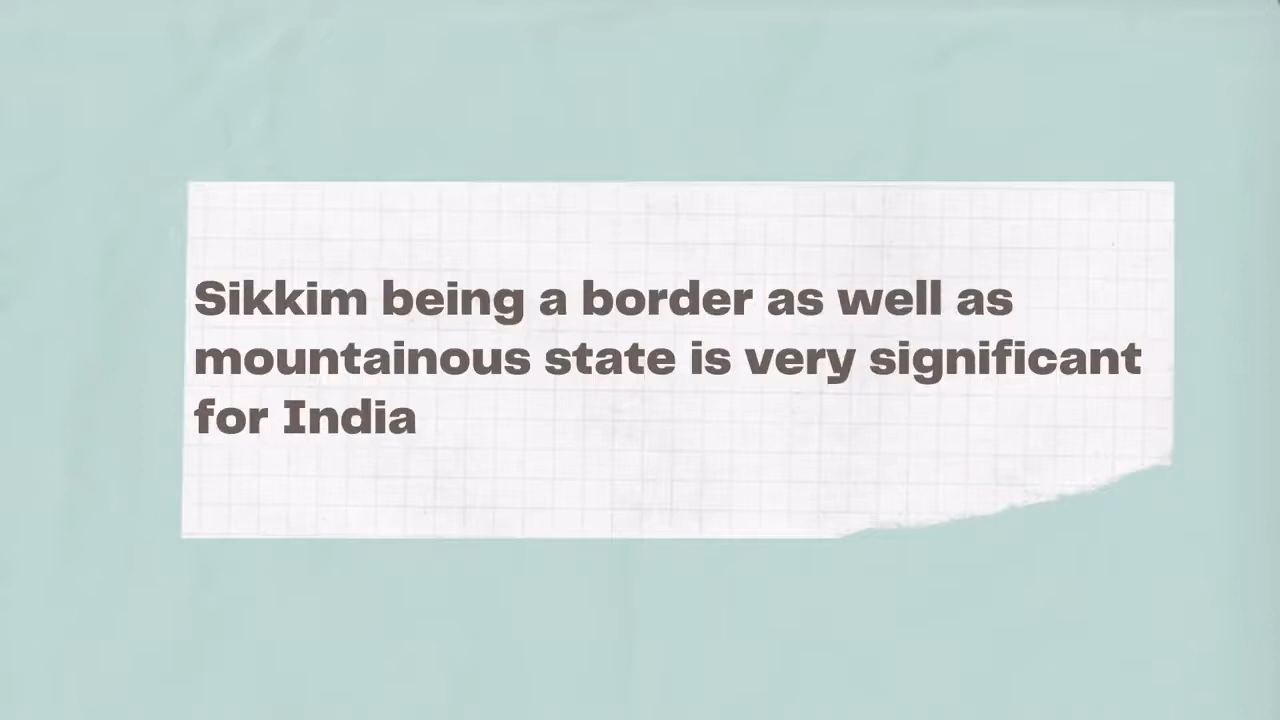 Sikkim being a border as well as
mountainous state is very significant
for India